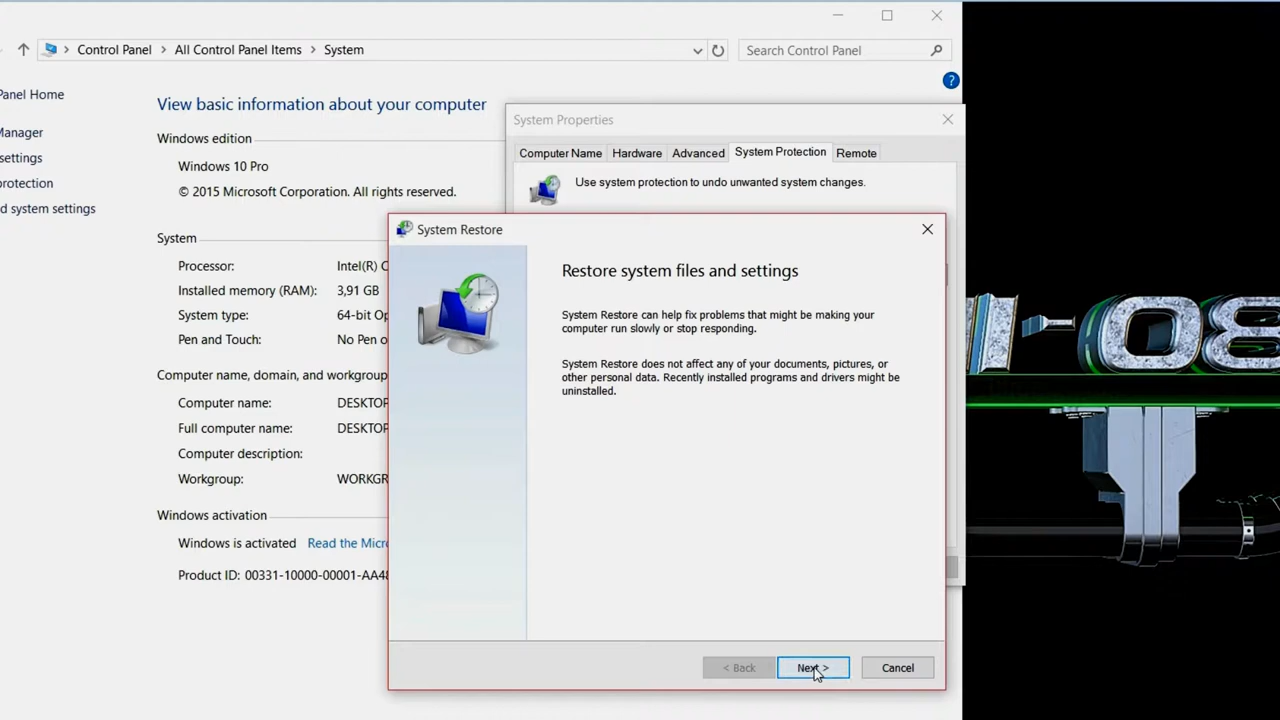 Control Panel > All Control Panel Items > System
Search Control Panel
?
Panel Home
Manager
settings
protection
d system settings
View basic information about your computer
Windows edition
Windows 10 Pro
© 2015 Microsoft Corporation. All rights reserved.
System
Processor: Intel(R) C
Installed memory (RAM): 3,91 GB
System type: 64-bit Op
Pen and Touch: No Pen o
Computer name, domain, and workgroup
Computer name: DESKTOP
Full computer name: DESKTOP
Computer description:
Workgroup: WORKGR
Windows activation
Windows is activated Read the Micr
Product ID: 00331-10000-00001-AA48
System Properties
Computer Name Hardware Advanced System Protection Remote
Use system protection to undo unwanted system changes.
System Restore
Restore system files and settings
System Restore can help fix problems that might be making your
computer run slowly or stop responding.
System Restore does not affect any of your documents, pictures, or
other personal data. Recently installed programs and drivers might be
uninstalled.
< Back Next > Cancel